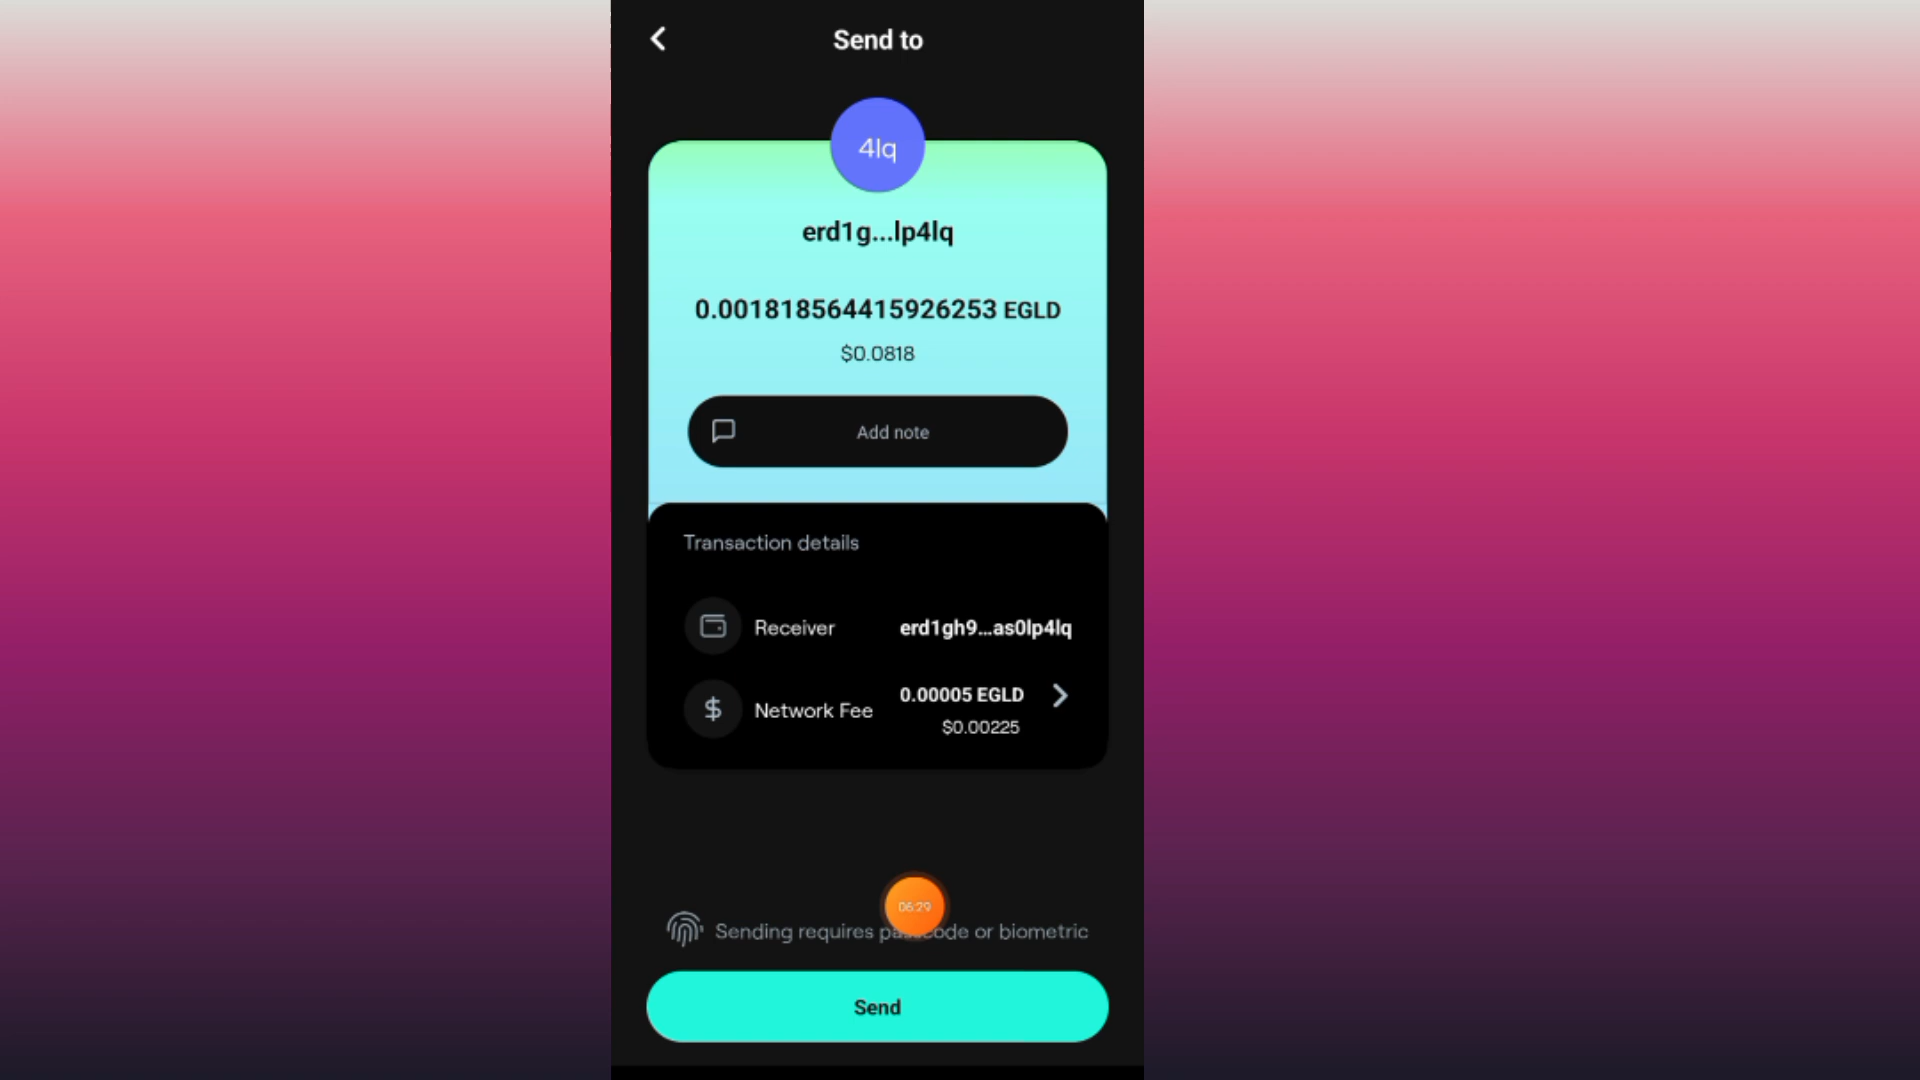 Send to
4lq
erd1g...lp4lq
0.001818564415926253 EGLD
$0.0818
Add note
Transaction details
Receiver erd1gh9...as0lp4lq
Network Fee 0.00005 EGLD
$0.00225
06:29
Sending requires passcode or biometric
Send